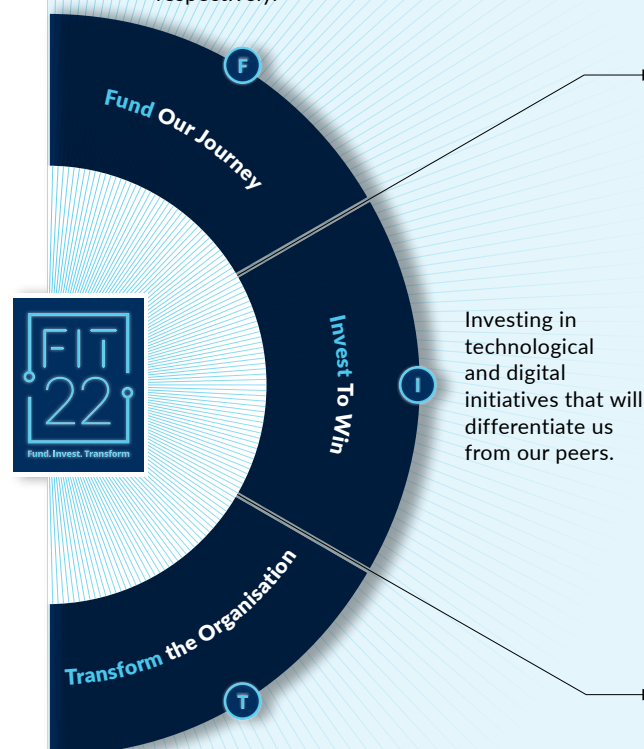 respectively.
F
Fund Our Journey
FIT
22
Fund. Invest. Transform
Invest To Win
I
Investing in
technological
and digital
initiatives that will
differentiate us
from our peers.
Transform the Organisation
T